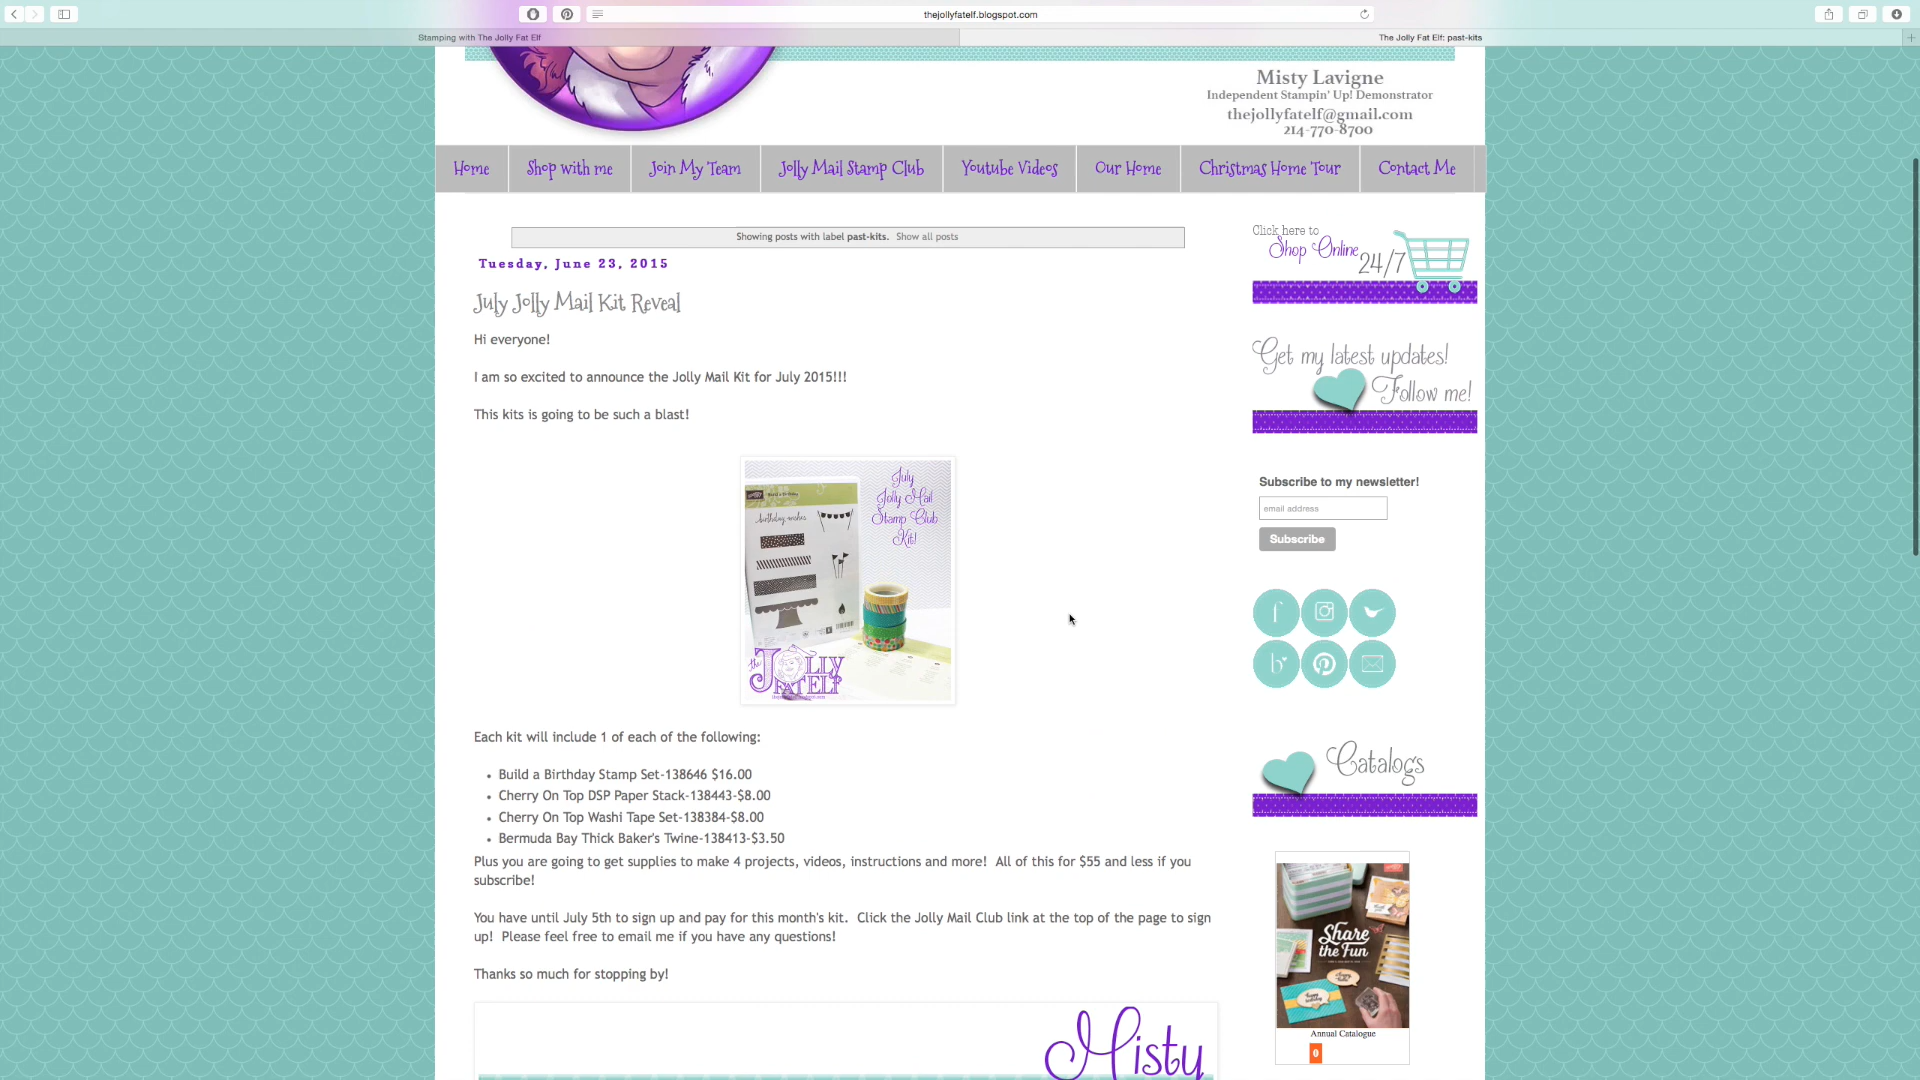 thejollyfatelf.blogspot.com
Stamping with The Jolly Fat Elf
The Jolly Fat Elf: past-kits
Misty Lavigne
Independent Stampin' Up! Demonstrator
thejollyfatelf@gmail.com
214-770-8700
Home
Shop with me
Join My Team
Jolly Mail Stamp Club
Youtube Videos
Our Home
Christmas Home Tour
Contact Me
Showing posts with label past-kits. Show all posts
Tuesday, June 23, 2015
July Jolly Mail Kit Reveal
Hi everyone!
I am so excited to announce the Jolly Mail Kit for July 2015!!!
This kits is going to be such a blast!
birthday wishes
July
Jolly Mail
Stamp Club
Kit!
the
JOLLY
FAT ELF
Each kit will include 1 of each of the following:
• Build a Birthday Stamp Set-138646 $16.00
• Cherry On Top DSP Paper Stack-138443-$8.00
• Cherry On Top Washi Tape Set-138384-$8.00
• Bermuda Bay Thick Baker's Twine-138413-$3.50
Plus you are going to get supplies to make 4 projects, videos, instructions and more! All of this for $55 and less if you
subscribe!
You have until July 5th to sign up and pay for this month's kit. Click the Jolly Mail Club link at the top of the page to sign
up! Please feel free to email me if you have any questions!
Thanks so much for stopping by!
Misty
Click here to
Shop Online
24/7
Get my latest updates!
Follow me!
Subscribe to my newsletter!
email address
Subscribe
Catalogs
Share
the Fun
Annual Catalogue
0